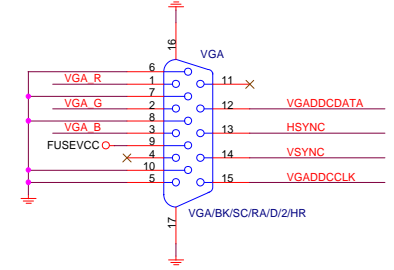 16
VGA
6
VGA_R 1 11
7
VGA_G 2 12 VGADDCDATA
8
VGA_B 3 13 HSYNC
FUSEVCC 9
4 14 VSYNC
10
5 15 VGADDCCLK
17
VGA/BK/SC/RA/D/2/HR